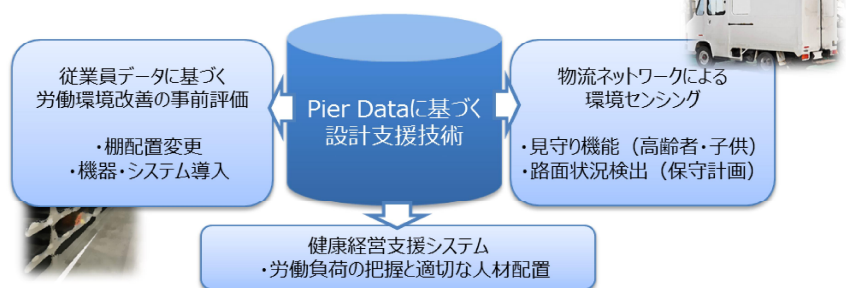 従業員データに基づく
労働環境改善の事前評価
・棚配置変更
・機器・システム導入
Pier Dataに基づく
設計支援技術
物流ネットワークによる
環境センシング
・見守り機能（高齢者・子供）
・路面状況検出（保守計画）
健康経営支援システム
・労働負荷の把握と適切な人材配置